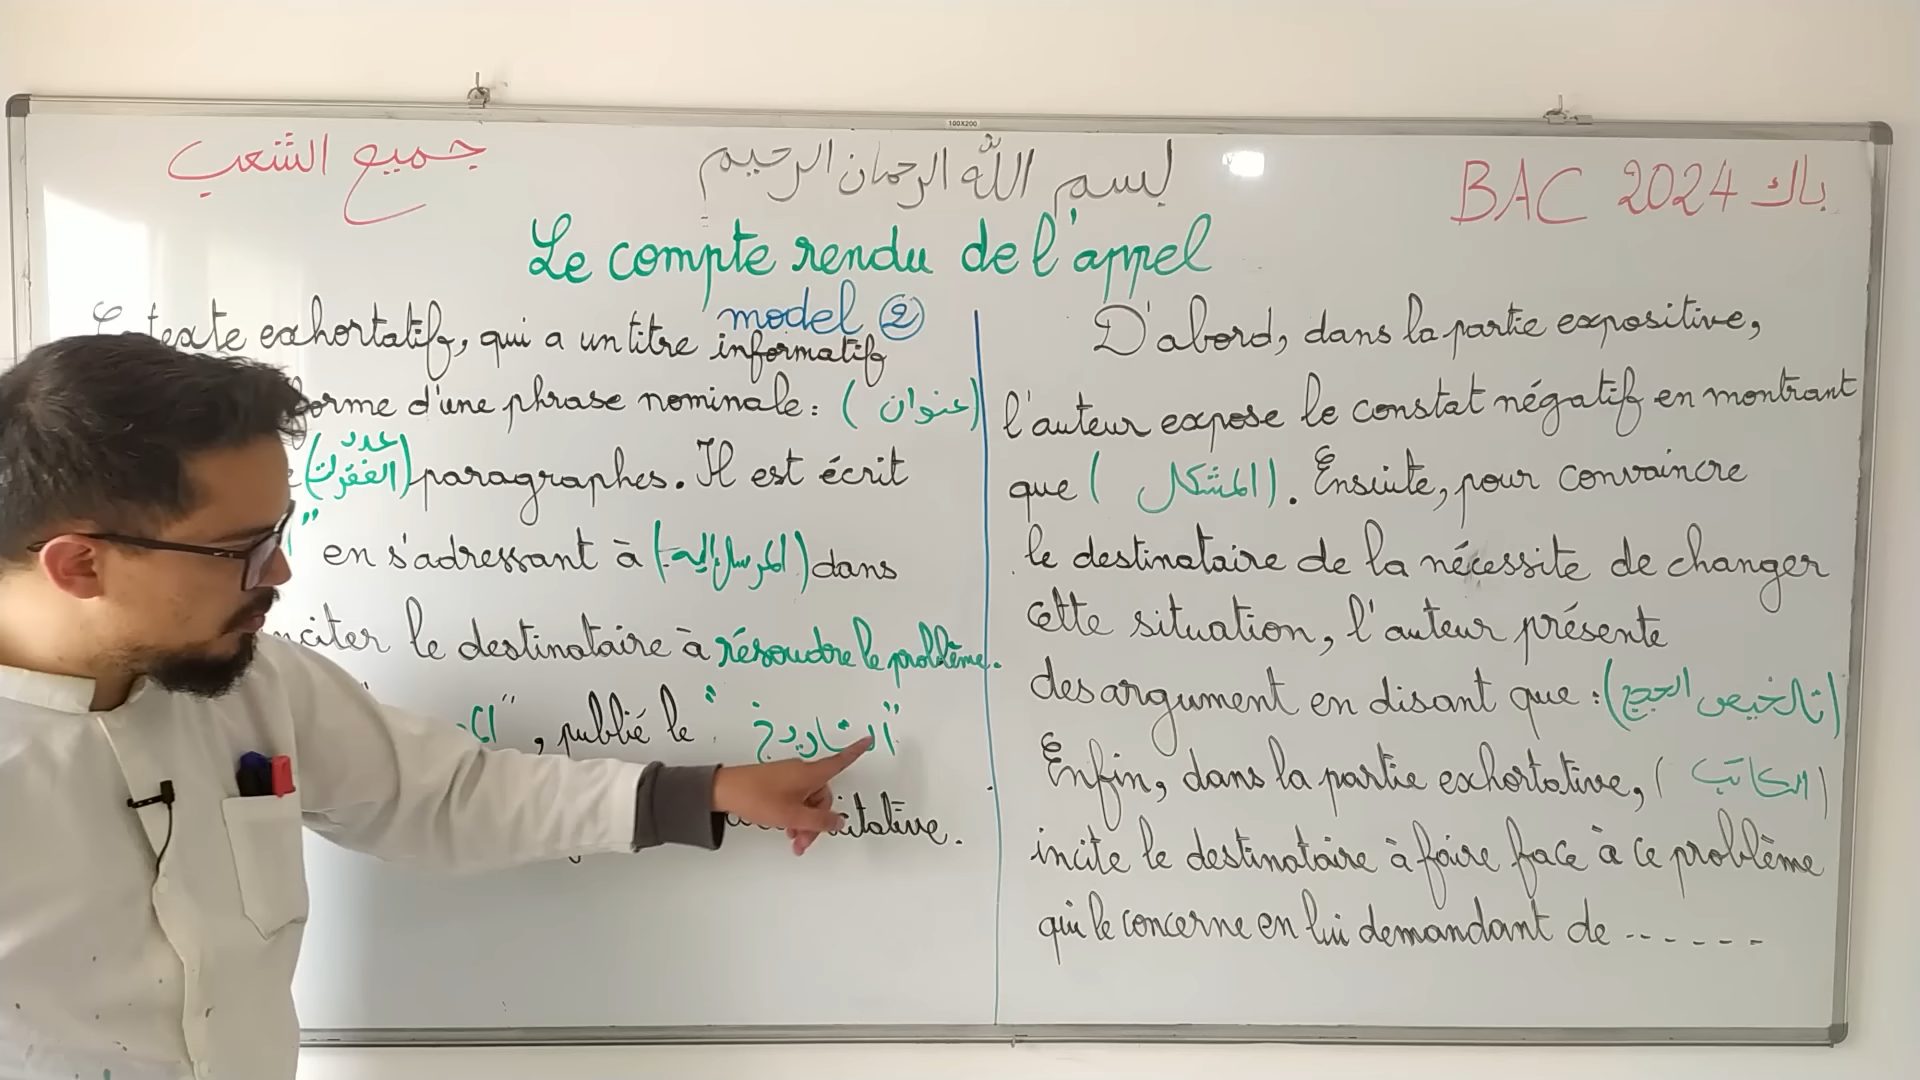 100X200
جميع الشعب
بسم الله الرحمان الرحيم
BAC 2024 باك
Le compte rendu de l'appel
model ②
texte exhortatif, qui a un titre informatif
forme d'une phrase nominale : (عنوان)
(عدد الفقرات) paragraphes. Il est écrit
" en s'adressant à (المرسل إليه) dans
inciter le destinataire à résoudre le problème.
", publié le "التاريخ"
citative.
D'abord, dans la partie expositive,
l'auteur expose le constat négatif en montrant
que (المشكل). Ensuite, pour convaincre
le destinataire de la nécessite de changer
cette situation, l'auteur présente
des argument en disant que : (تالخيص الحجج)
Enfin, dans la partie exhortative, (الكاتب)
incite le destinataire à faire face à ce problème
qui le concerne en lui demandant de ------